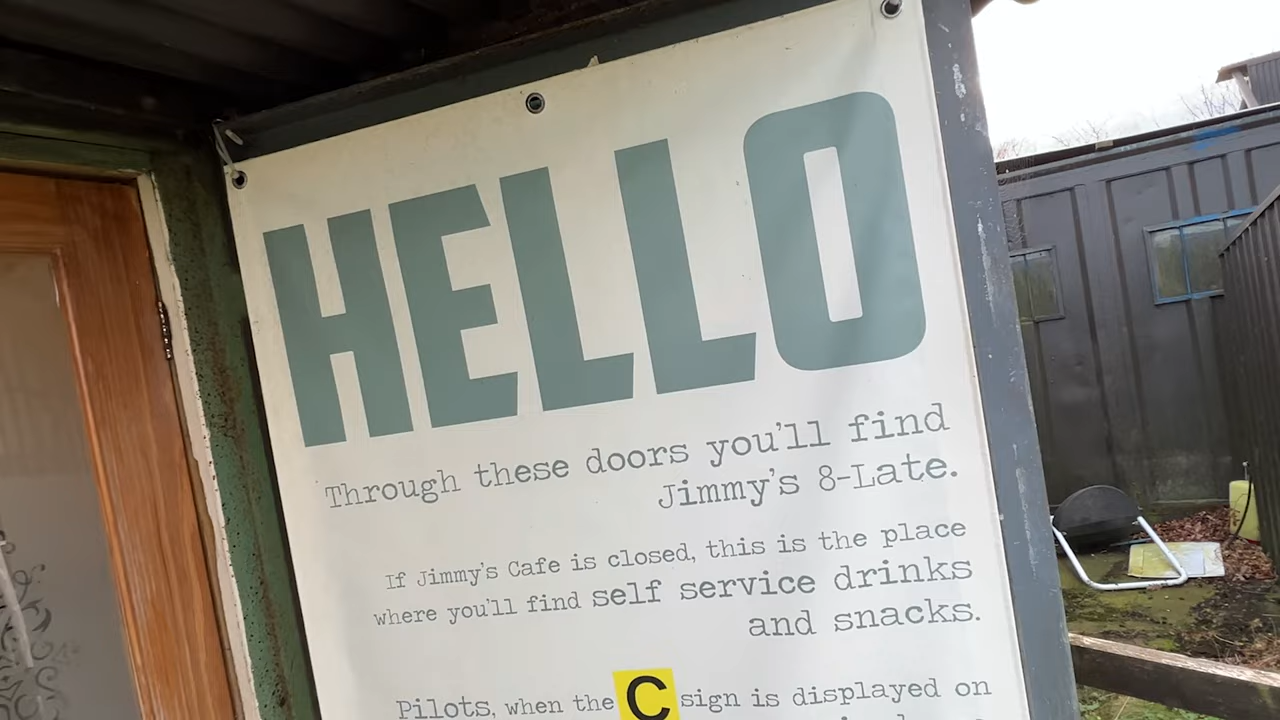 HELLO
Through these doors you'll find
Jimmy's 8-Late.
If Jimmy's Cafe is closed, this is the place
where you'll find self service drinks
and snacks.
Pilots, when the C sign is displayed on